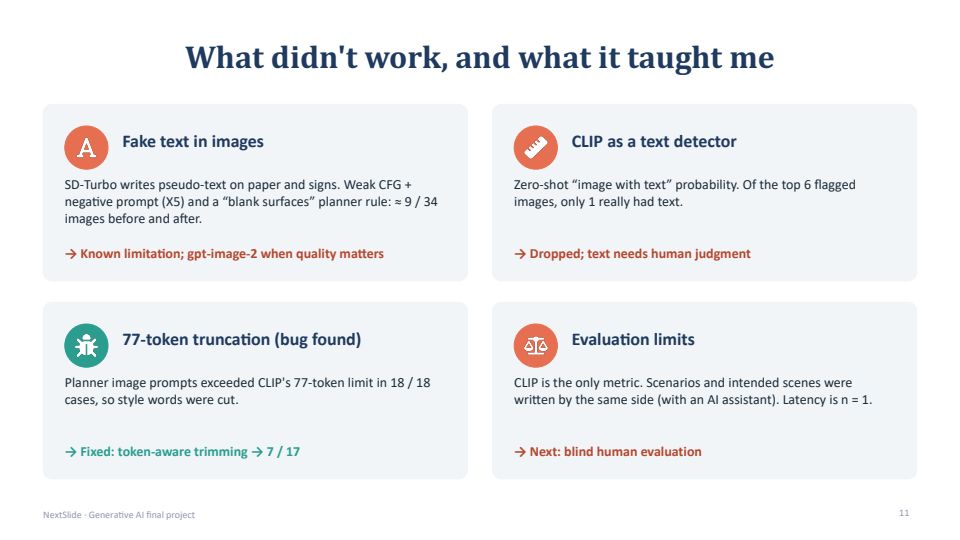 What didn't work, and what it taught me
A
Fake text in images
SD-Turbo writes pseudo-text on paper and signs. Weak CFG +
negative prompt (X5) and a “blank surfaces” planner rule: ≈ 9 / 34
images before and after.
→ Known limitation; gpt-image-2 when quality matters
CLIP as a text detector
Zero-shot “image with text” probability. Of the top 6 flagged
images, only 1 really had text.
→ Dropped; text needs human judgment
77-token truncation (bug found)
Planner image prompts exceeded CLIP's 77-token limit in 18 / 18
cases, so style words were cut.
→ Fixed: token-aware trimming → 7 / 17
Evaluation limits
CLIP is the only metric. Scenarios and intended scenes were
written by the same side (with an AI assistant). Latency is n = 1.
→ Next: blind human evaluation
NextSlide · Generative AI final project
11